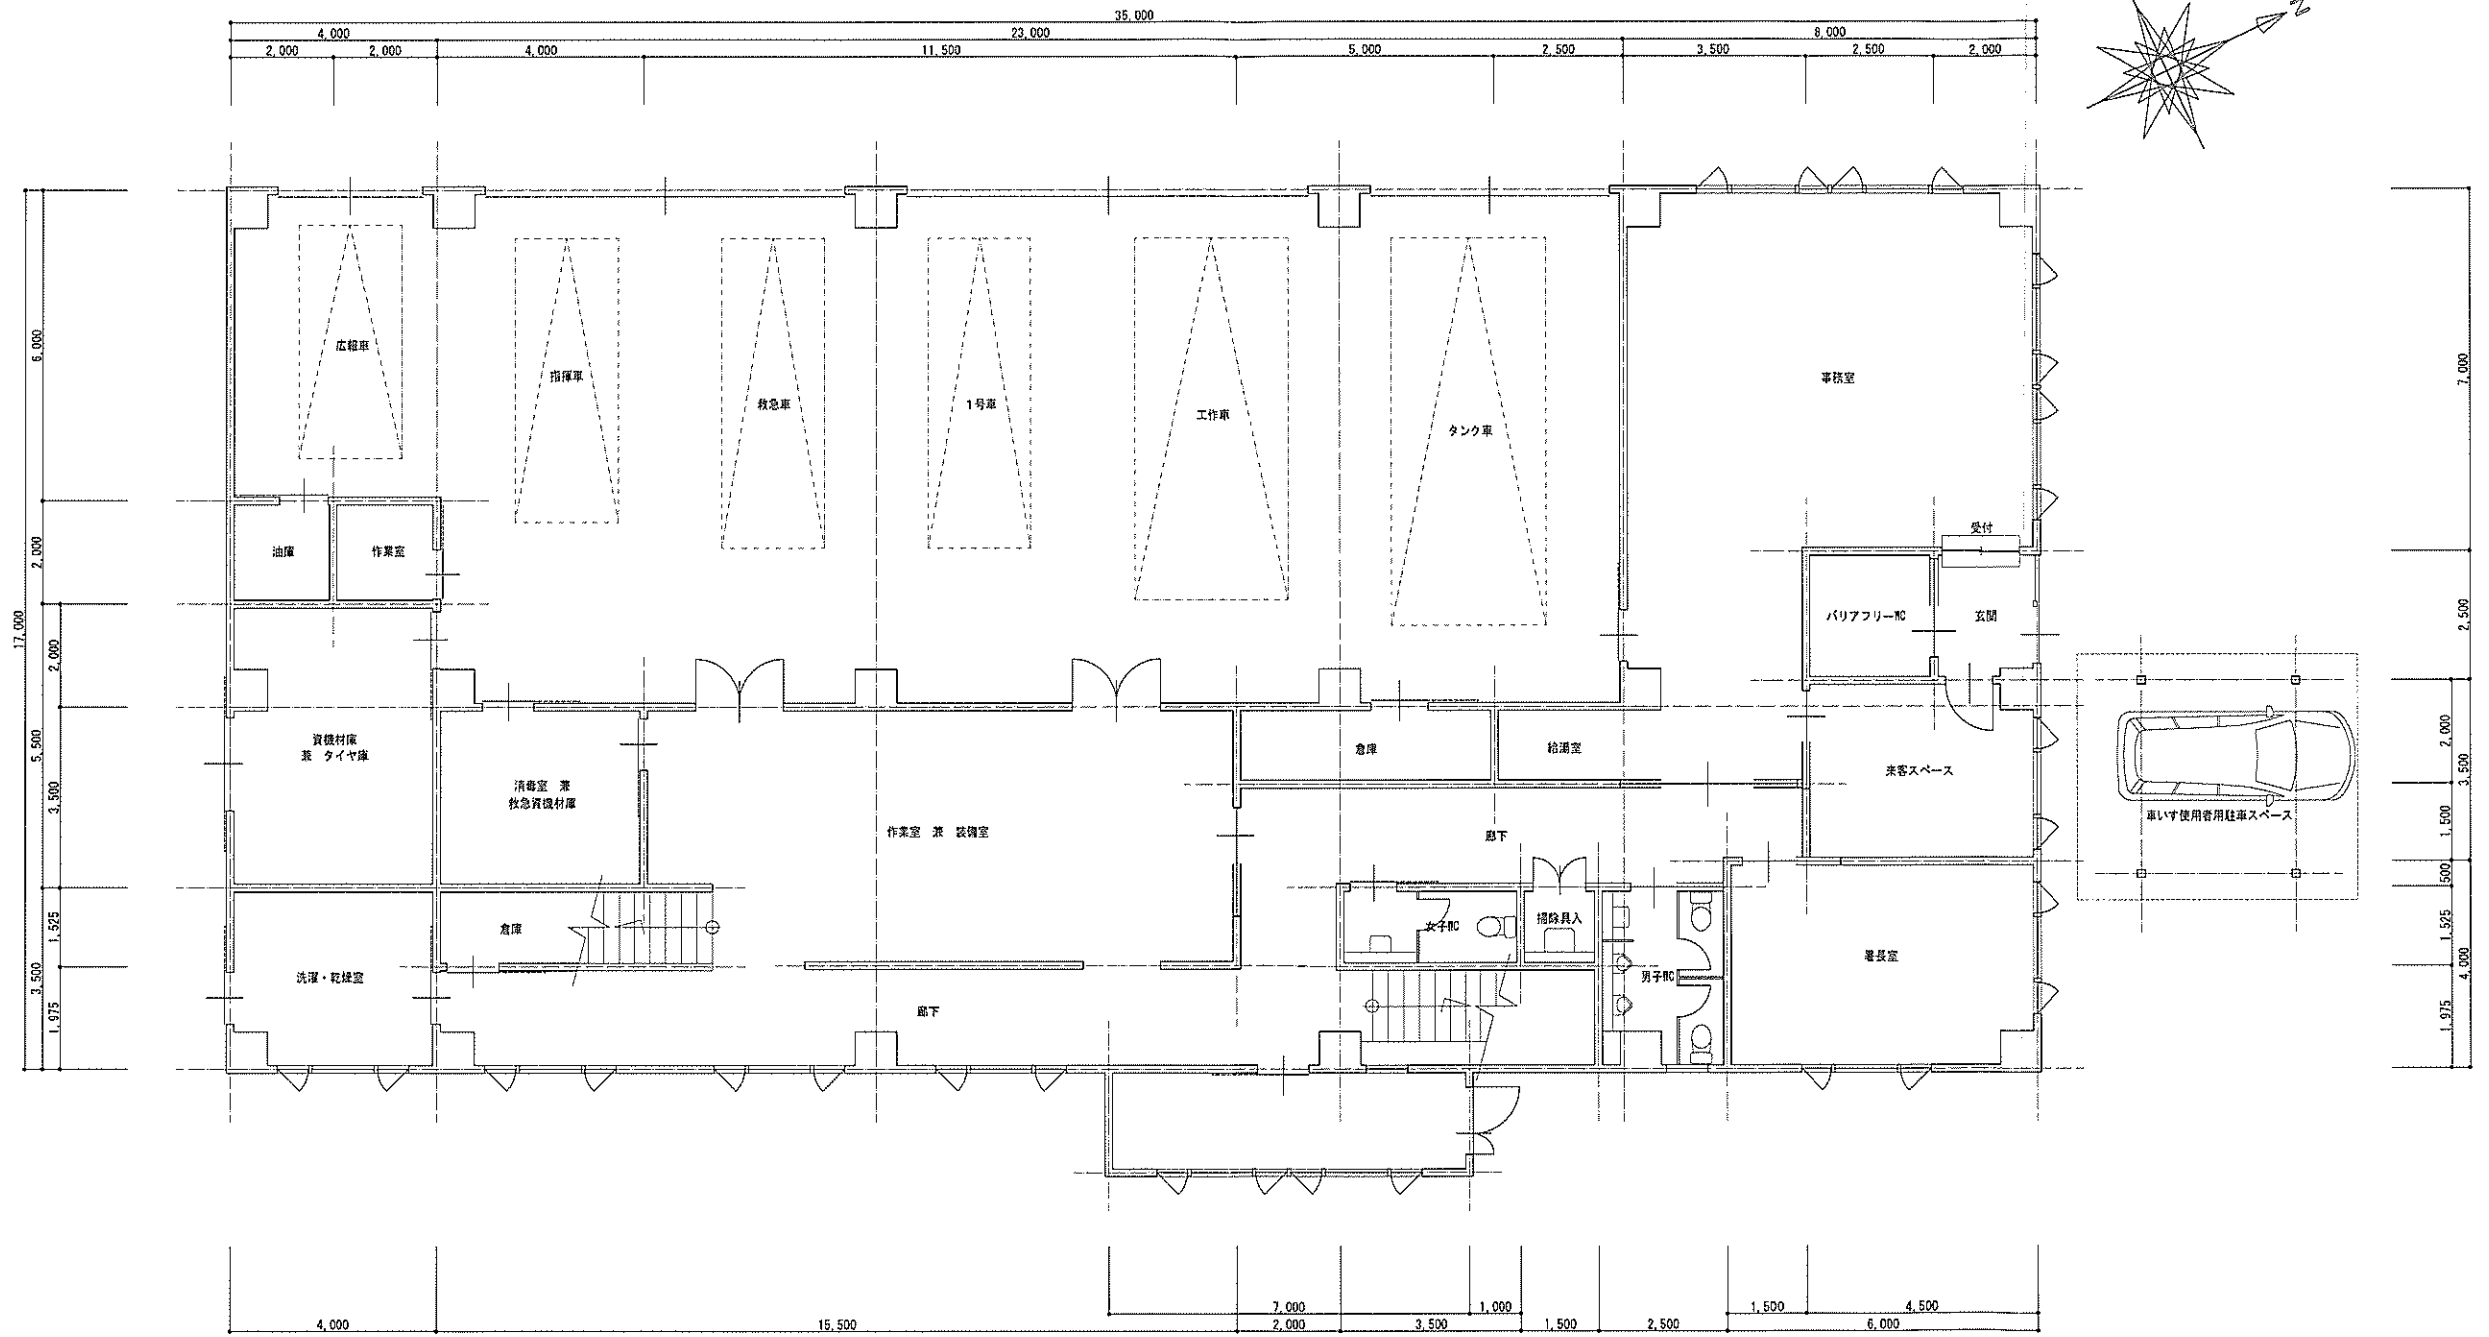 35,000
4,000
23,000
8,000
2,000
2,000
4,000
11,500
5,000
2,500
3,500
2,500
2,000
N
17,000
6,000
2,000
5,500
3,500
2,000
3,500
1,525
1,975
広報車
指揮車
救急車
1号車
工作車
タンク車
事務室
油庫
作業室
受付
バリアフリーWC
玄関
資機材庫
兼 タイヤ庫
消毒室 兼
救急資機材庫
作業室 兼 装備室
倉庫
給湯室
来客スペース
廊下
車いす使用者用駐車スペース
倉庫
女子WC
掃除具入
男子WC
署長室
洗濯・乾燥室
廊下
7,000
2,500
3,500
4,000
2,000
1,500
500
1,525
1,975
7,000
1,000
1,500
4,500
4,000
15,500
2,000
3,500
1,500
2,500
6,000